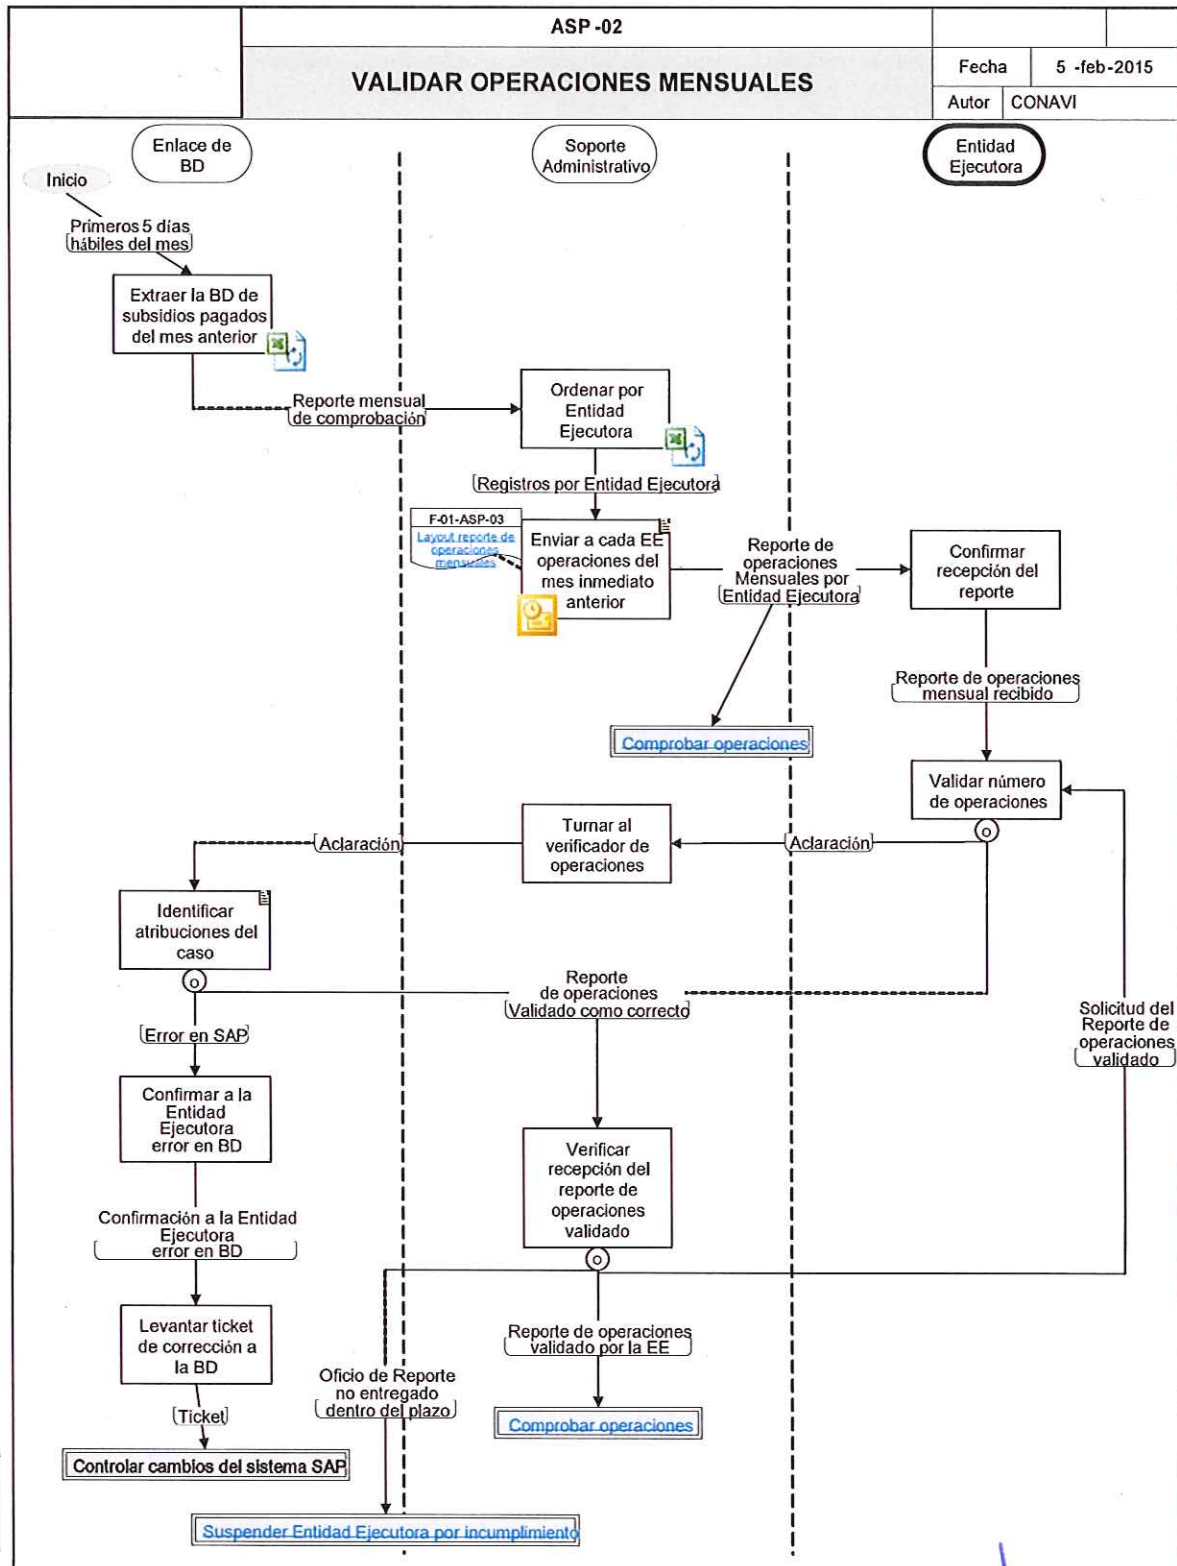 ASP -02
VALIDAR OPERACIONES MENSUALES
Fecha
5 -feb-2015
Autor
CONAVI
Enlace de
BD
Soporte
Administrativo
Entidad
Ejecutora
Inicio
Primeros 5 días
hábiles del mes
Extraer la BD de
subsidios pagados
del mes anterior
Reporte mensual
de comprobación
Ordenar por
Entidad
Ejecutora
Registros por Entidad Ejecutora
F-01-ASP-03
Layout reporte de
operaciones
mensuales
Enviar a cada EE
operaciones del
mes inmediato
anterior
Reporte de
operaciones
Mensuales por
Entidad Ejecutora
Confirmar
recepción del
reporte
Reporte de operaciones
mensual recibido
Comprobar operaciones
Validar número
de operaciones
o
Aclaración
Turnar al
verificador de
operaciones
Aclaración
Identificar
atribuciones del
caso
o
Reporte
de operaciones
Validado como correcto
Solicitud del
Reporte de
operaciones
validado
Error en SAP
Confirmar a la
Entidad
Ejecutora
error en BD
Verificar
recepción del
reporte de
operaciones
validado
o
Confirmación a la Entidad
Ejecutora
error en BD
Levantar ticket
de corrección a
la BD
Reporte de operaciones
validado por la EE
Oficio de Reporte
no entregado
dentro del plazo
Ticket
Comprobar operaciones
Controlar cambios del sistema SAP
Suspender Entidad Ejecutora por incumplimiento